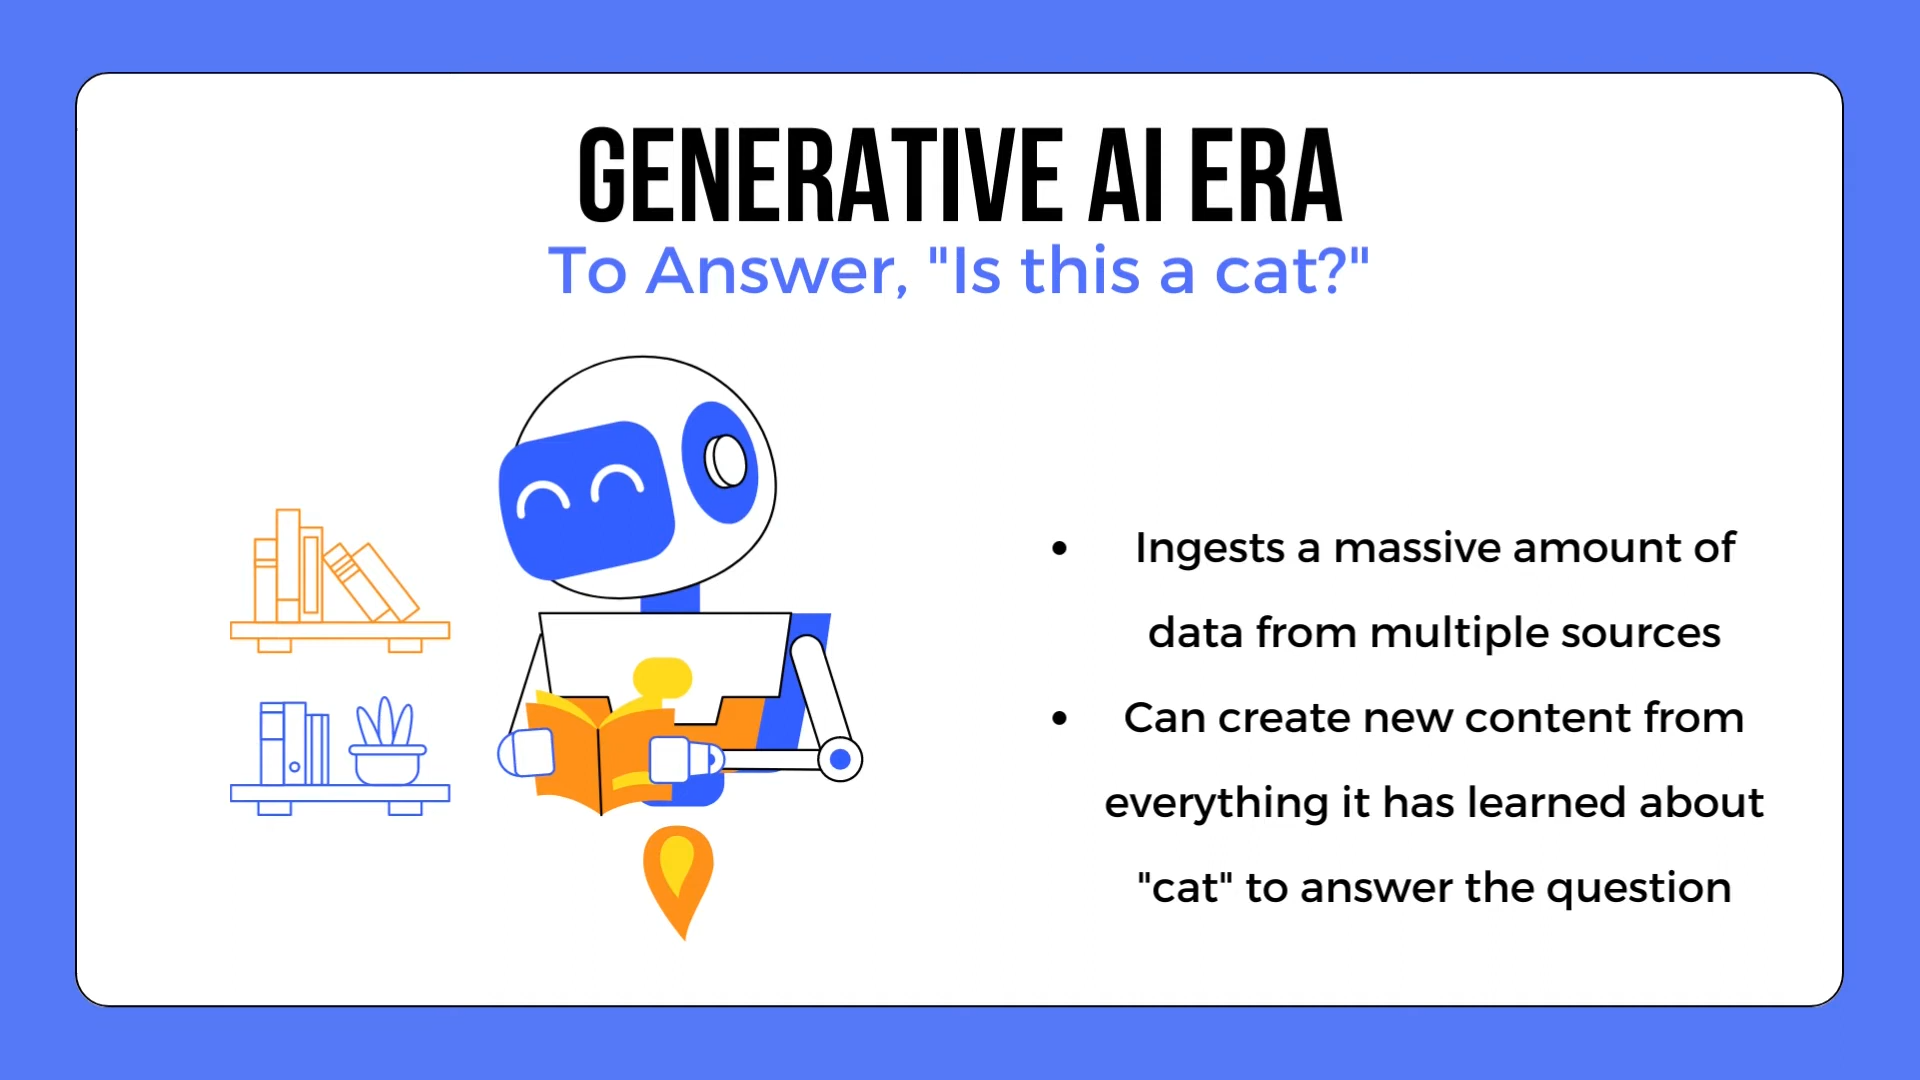 GENERATIVE AI ERA
To Answer, "Is this a cat?"
• Ingests a massive amount of
data from multiple sources
• Can create new content from
everything it has learned about
"cat" to answer the question